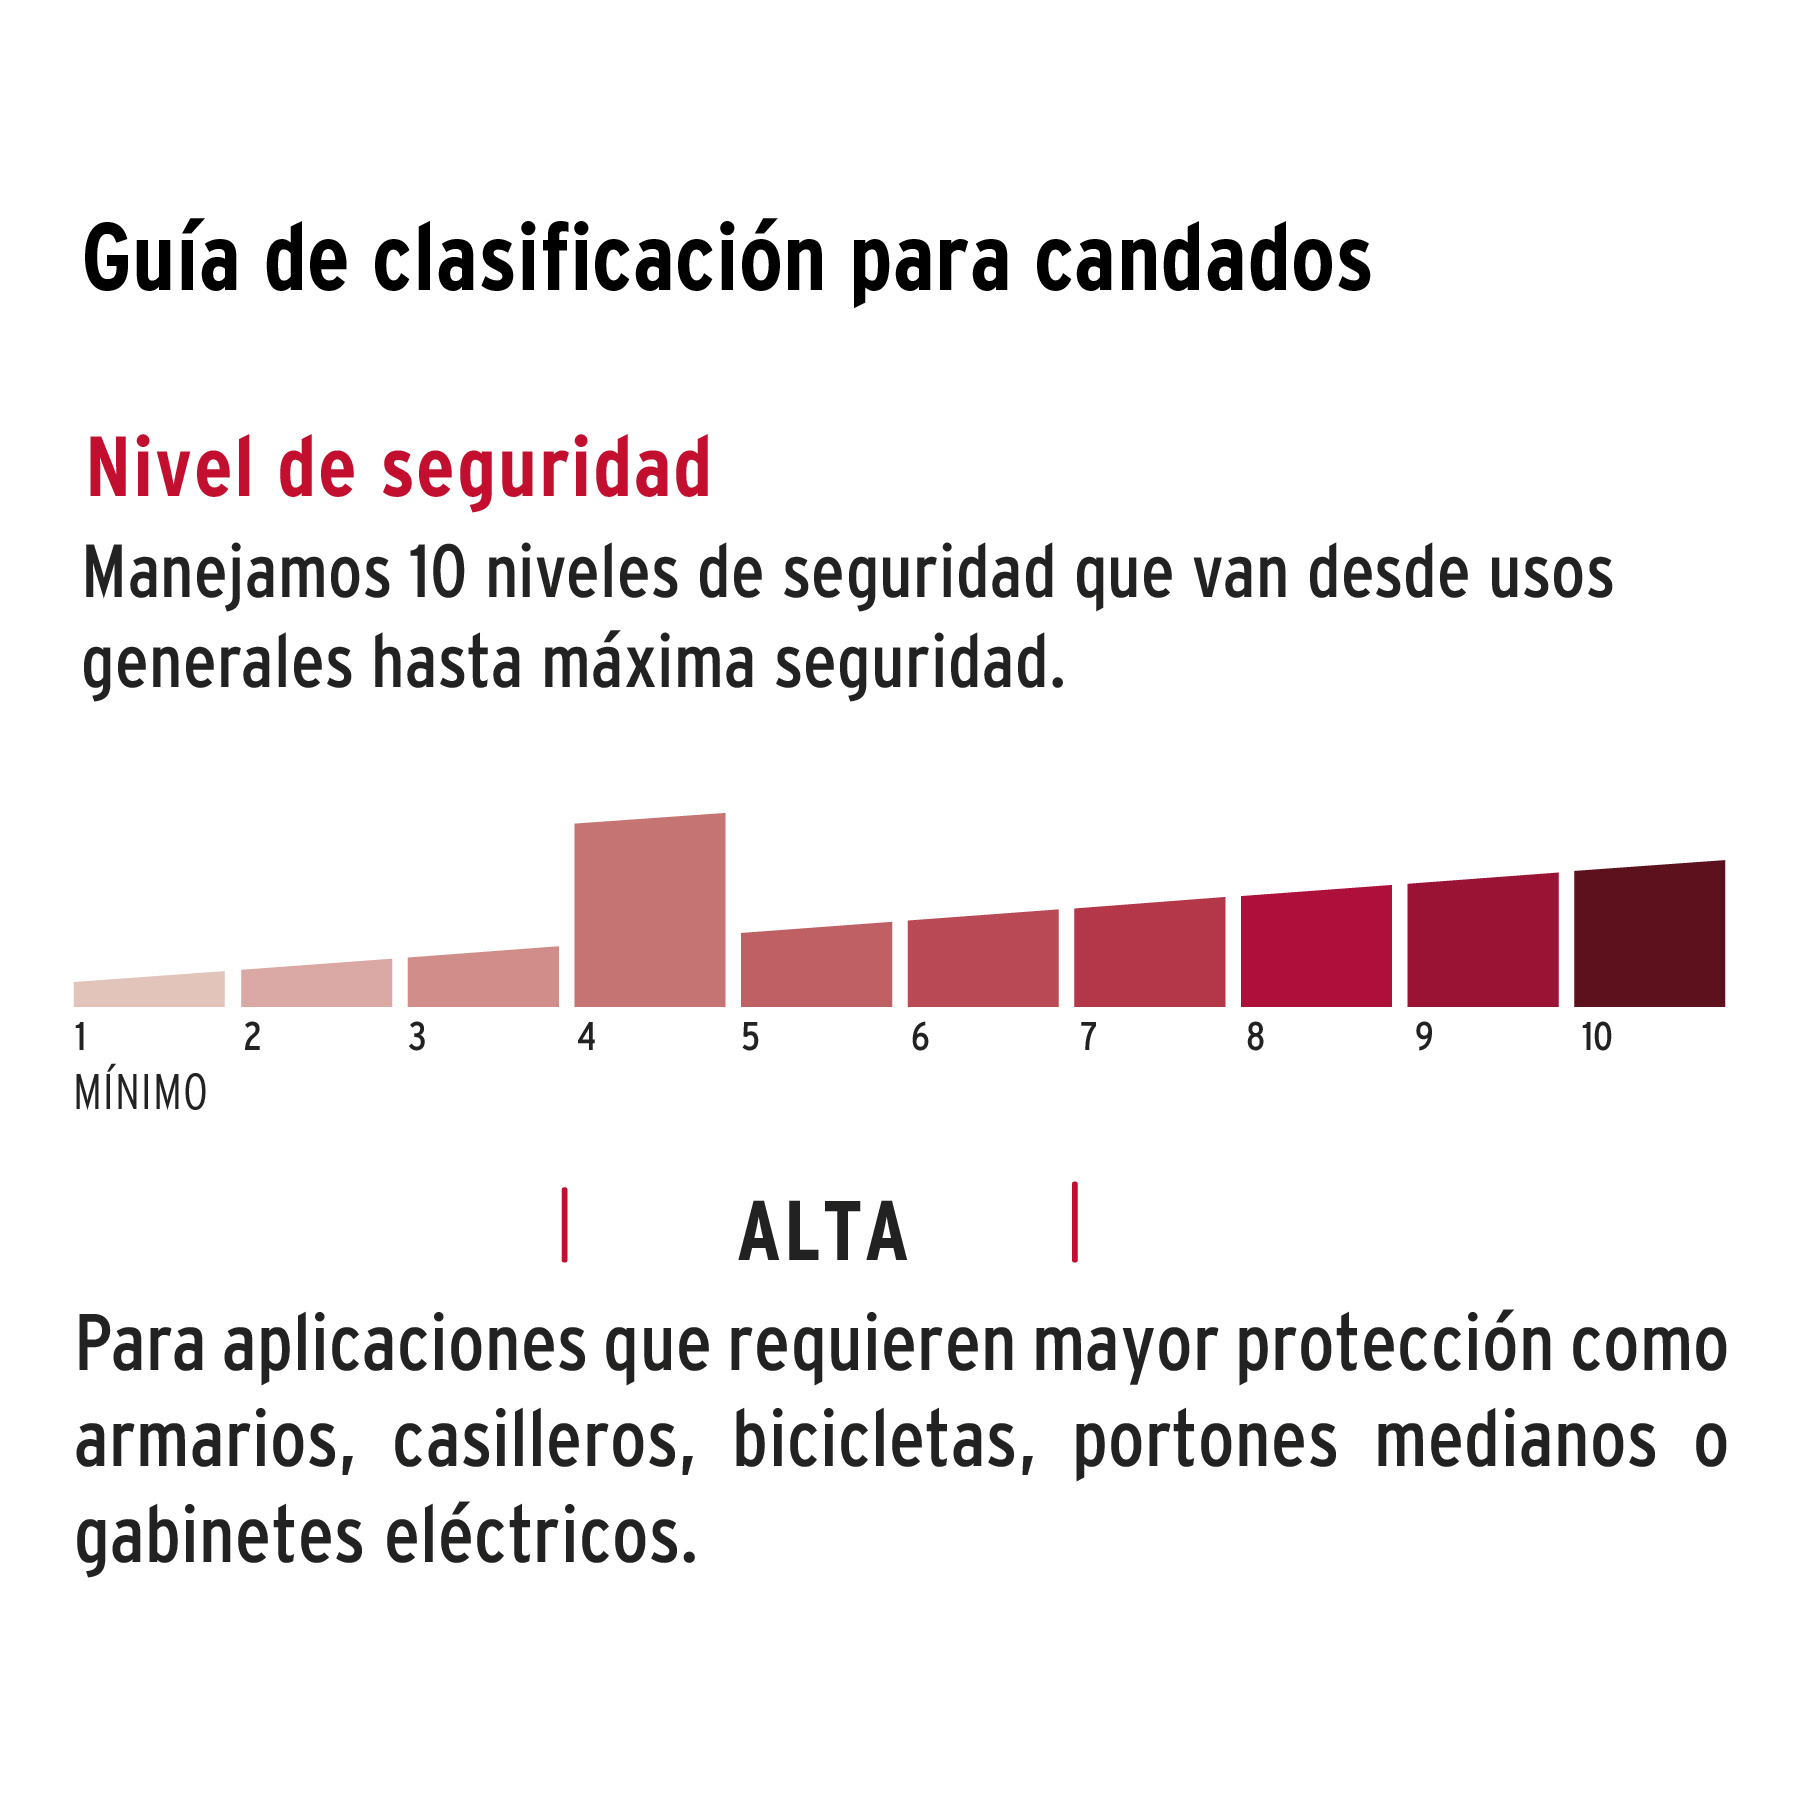 Guía de clasificación para candados
Nivel de seguridad
Manejamos 10 niveles de seguridad que van desde usos
generales hasta máxima seguridad.
1 2 3 4 5 6 7 8 9 10
MÍNIMO
ALTA
Para aplicaciones que requieren mayor protección como
armarios, casilleros, bicicletas, portones medianos o
gabinetes eléctricos.